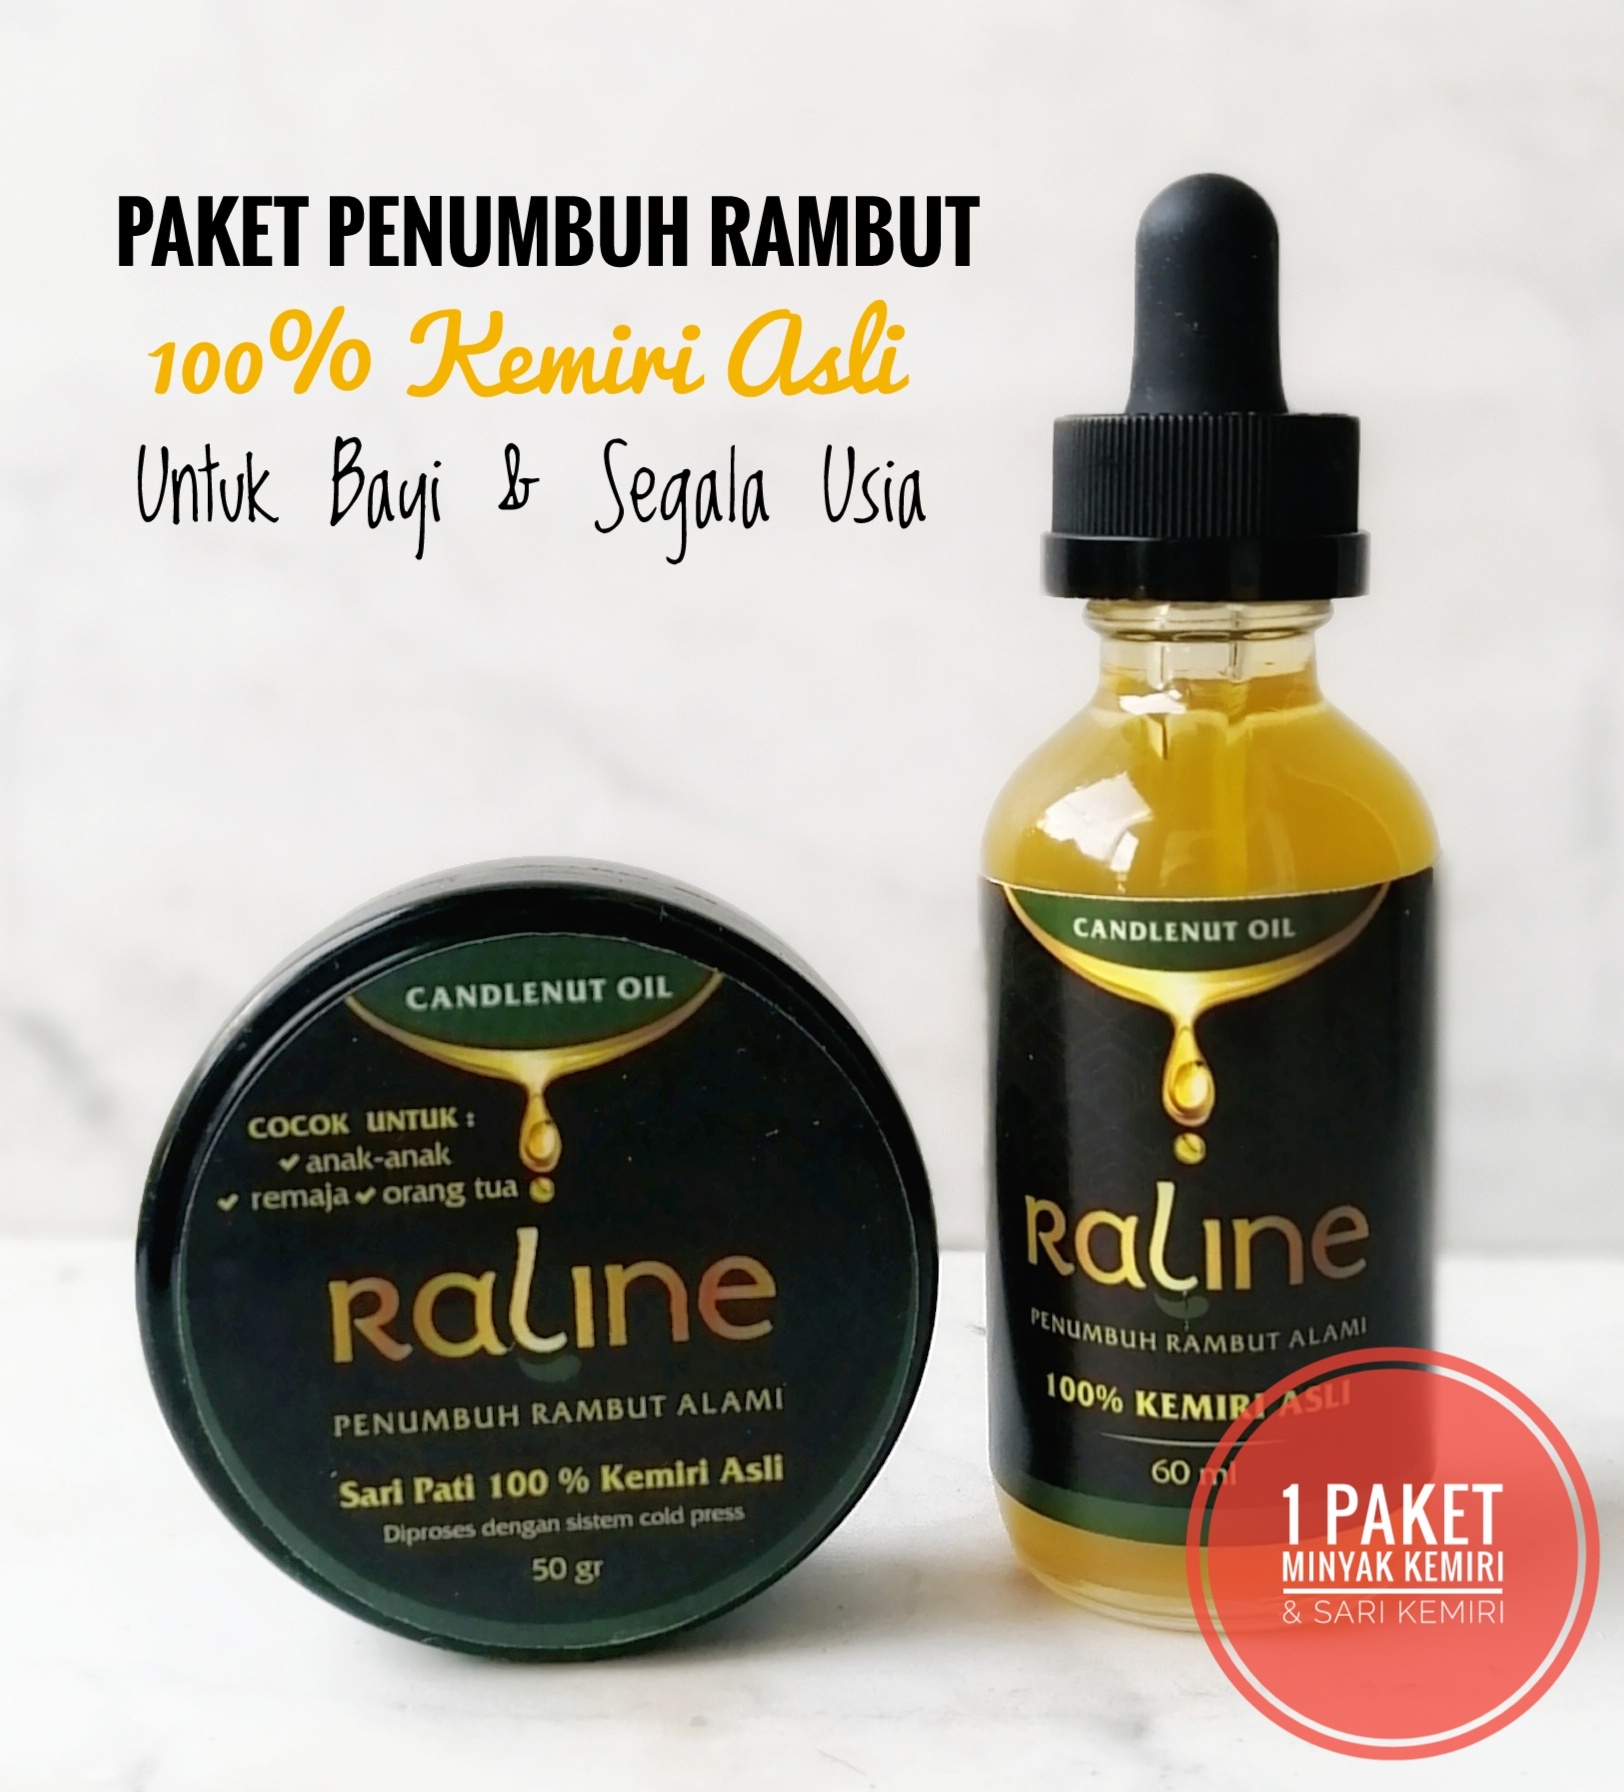 PAKET PENUMBUH RAMBUT
100% Kemiri Asli
Untuk Bayi & Segala Usia
CANDLENUT OIL
COCOK UNTUK :
✔ anak-anak
✔ remaja ✔ orang tua
Raline
PENUMBUH RAMBUT ALAMI
Sari Pati 100 % Kemiri Asli
Diproses dengan sistem cold press
50 gr
CANDLENUT OIL
Raline
PENUMBUH RAMBUT ALAMI
100% KEMIRI ASLI
60 ml
1 PAKET
MINYAK KEMIRI
& SARI KEMIRI